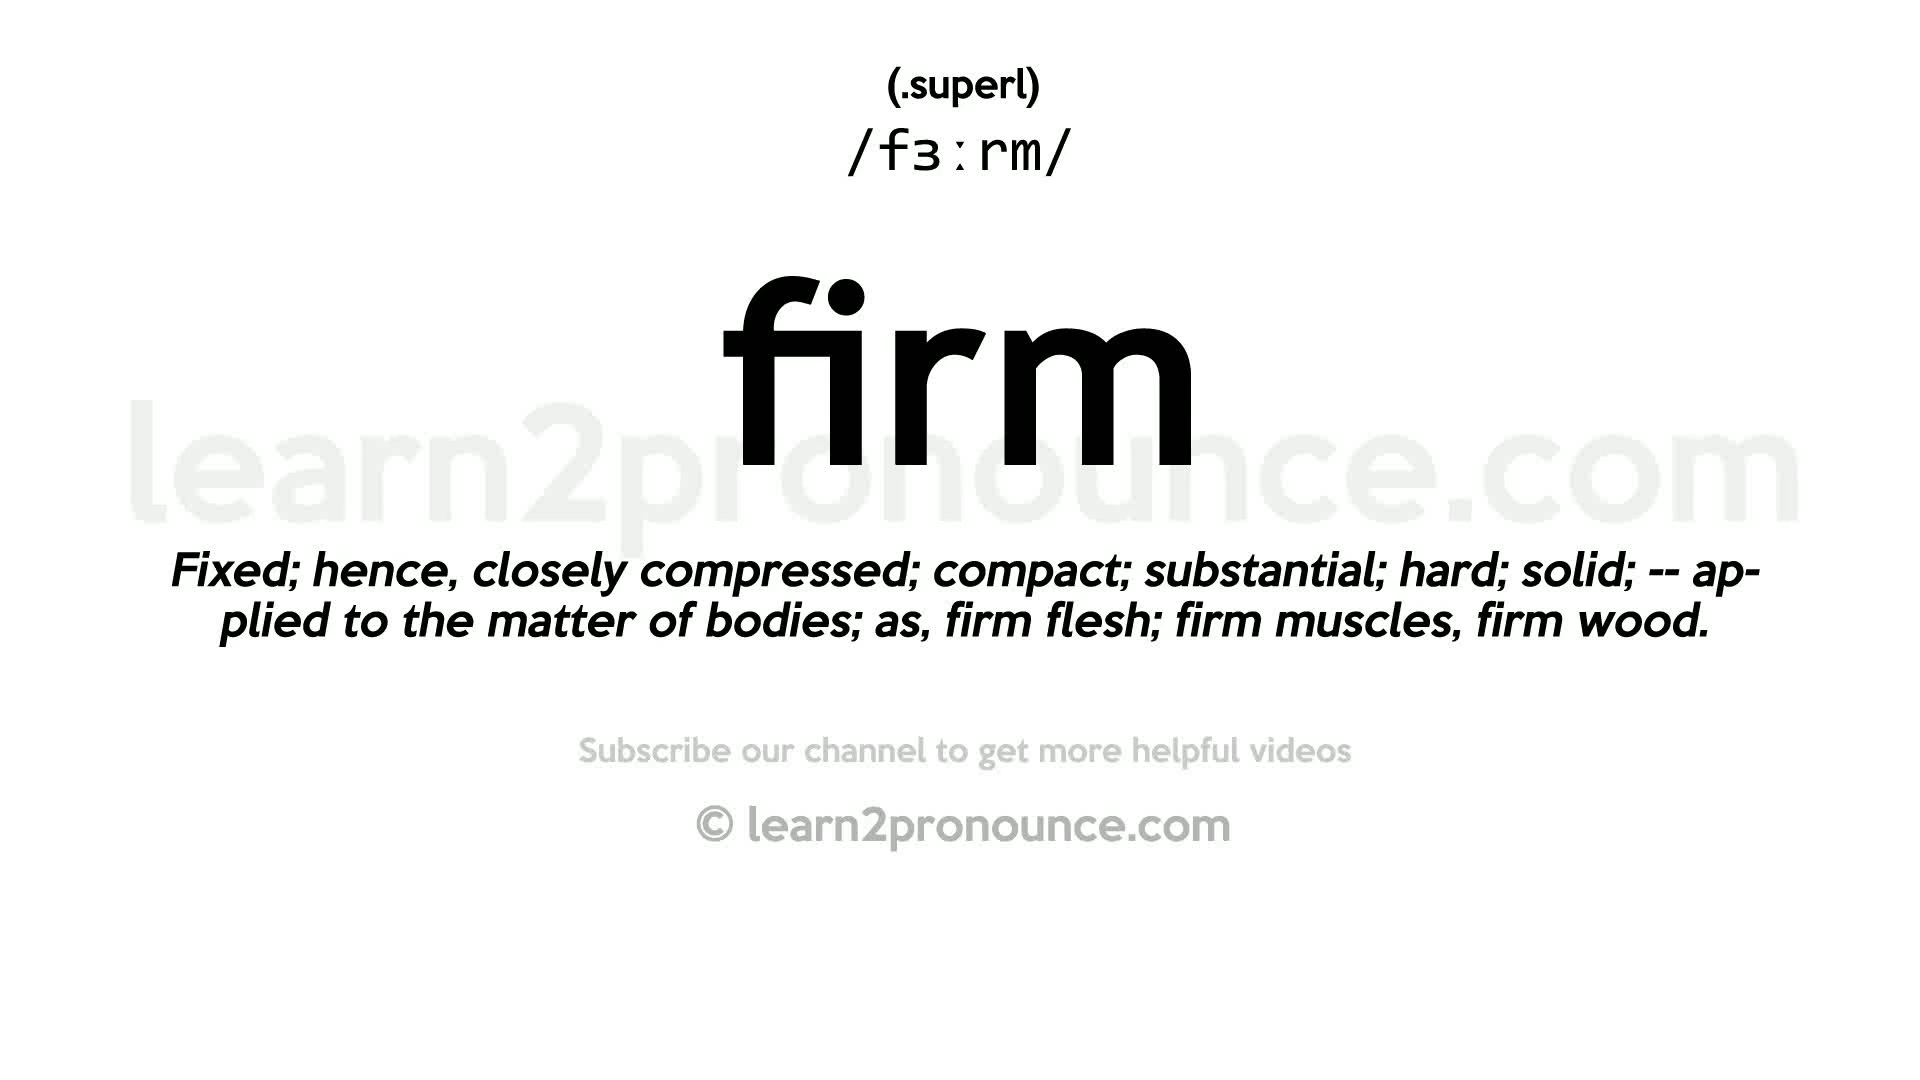 (.superl)
/fɜːrm/
firm
learn2pronounce.com
Fixed; hence, closely compressed; compact; substantial; hard; solid; -- ap-
plied to the matter of bodies; as, firm flesh; firm muscles, firm wood.
Subscribe our channel to get more helpful videos
© learn2pronounce.com